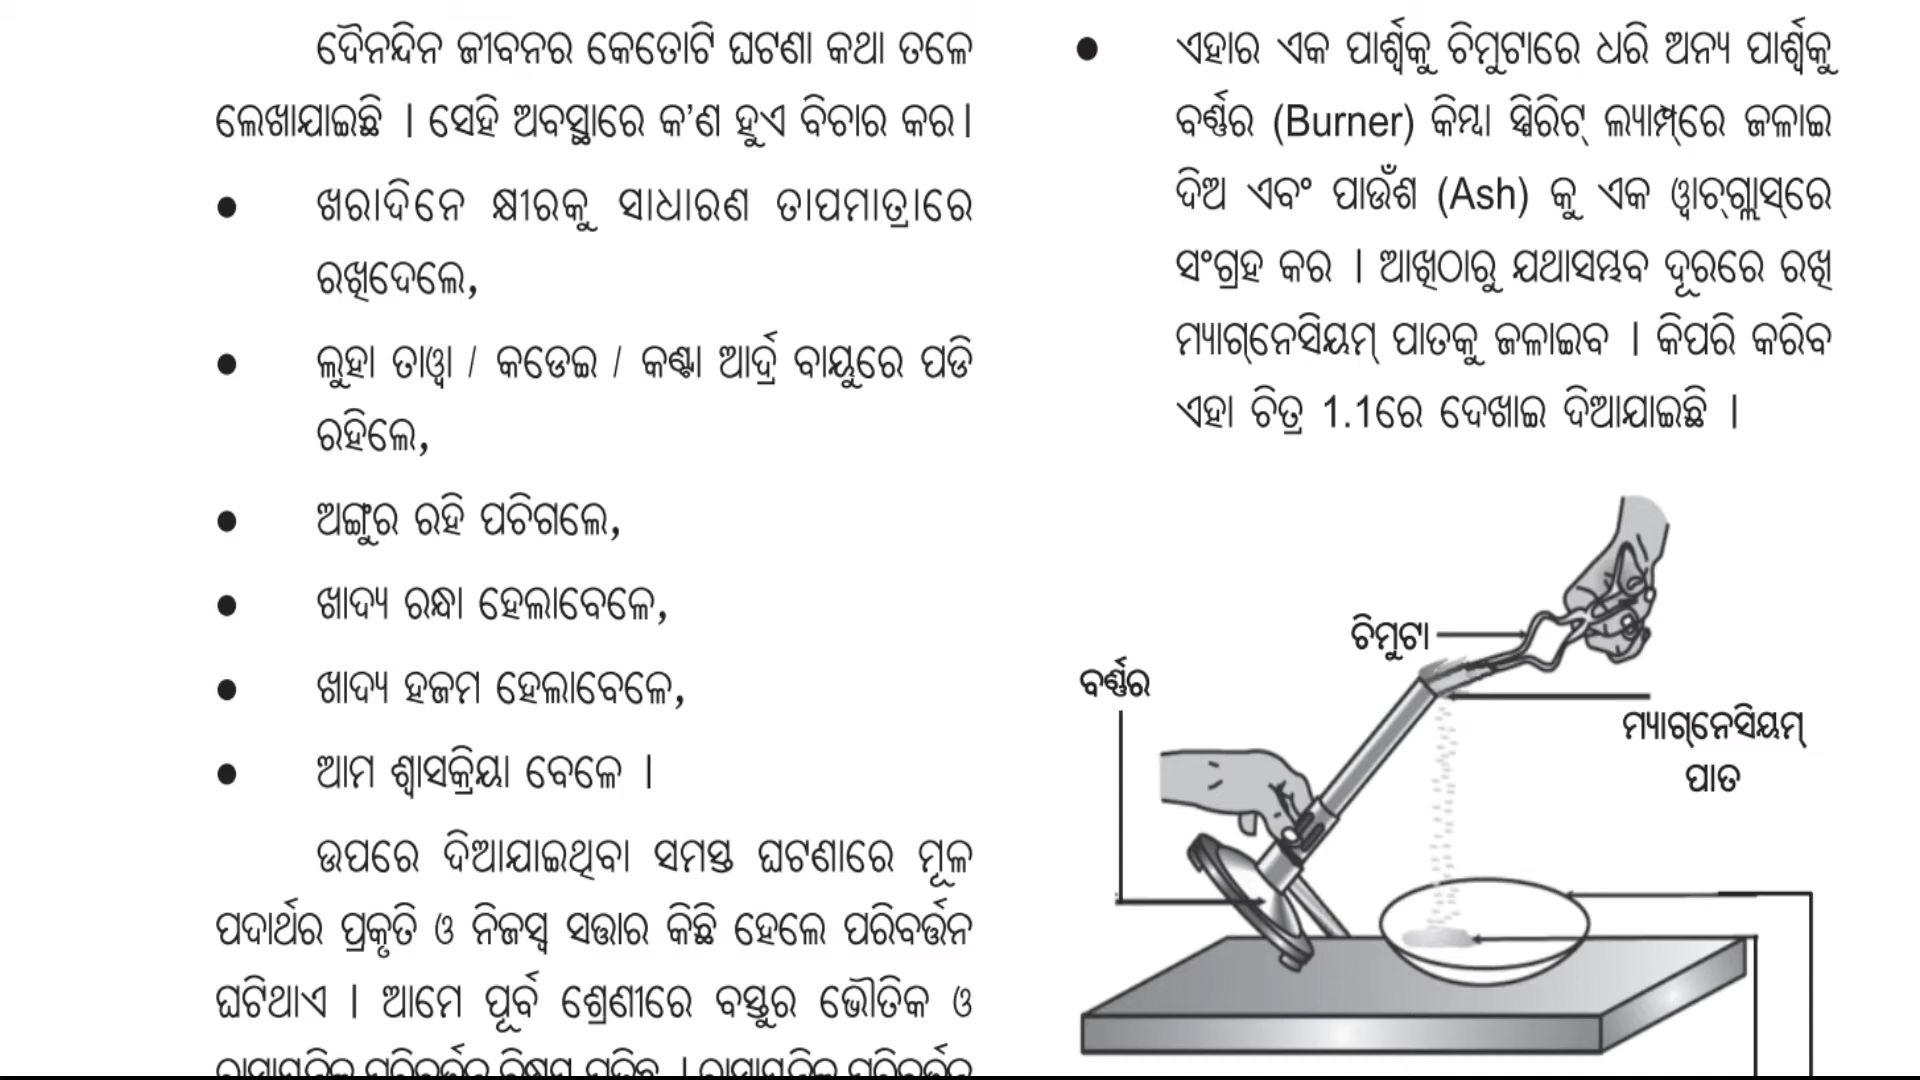 ଦୈନନ୍ଦିନ ଜୀବନର କେତୋଟି ଘଟଣା କଥା ତଳେ
ଲେଖାଯାଇଛି । ସେହି ଅବସ୍ଥାରେ କ’ଣ ହୁଏ ବିଚାର କର।
● ଖରାଦିନେ କ୍ଷୀରକୁ ସାଧାରଣ ତାପମାତ୍ରାରେ
ରଖିଦେଲେ,
● ଲୁହା ତାୱା / କଡେଇ / କଣ୍ଟା ଆର୍ଦ୍ର ବାୟୁରେ ପଡି
ରହିଲେ,
● ଅଙ୍ଗୁର ରହି ପଚିଗଲେ,
● ଖାଦ୍ୟ ରନ୍ଧା ହେଲାବେଳେ,
● ଖାଦ୍ୟ ହଜମ ହେଲାବେଳେ,
● ଆମ ଶ୍ୱାସକ୍ରିୟା ବେଳେ ।
ଉପରେ ଦିଆଯାଇଥିବା ସମସ୍ତ ଘଟଣାରେ ମୂଳ
ପଦାର୍ଥର ପ୍ରକୃତି ଓ ନିଜସ୍ୱ ସତ୍ତାର କିଛି ହେଲେ ପରିବର୍ତ୍ତନ
ଘଟିଥାଏ । ଆମେ ପୂର୍ବ ଶ୍ରେଣୀରେ ବସ୍ତୁର ଭୌତିକ ଓ
● ଏହାର ଏକ ପାର୍ଶ୍ୱକୁ ଚିମୁଟାରେ ଧରି ଅନ୍ୟ ପାର୍ଶ୍ୱକୁ
ବର୍ଣ୍ଣର (Burner) କିମ୍ବା ସ୍ପିରିଟ୍ ଲ୍ୟାମ୍ପ୍‌ରେ ଜଳାଇ
ଦିଅ ଏବଂ ପାଉଁଶ (Ash) କୁ ଏକ ୱାଚ୍‌ଗ୍ଲାସ୍‌ରେ
ସଂଗ୍ରହ କର । ଆଖିଠାରୁ ଯଥାସମ୍ଭବ ଦୂରରେ ରଖି
ମ୍ୟାଗ୍‌ନେସିୟମ୍ ପାତକୁ ଜଳାଇବ । କିପରି କରିବ
ଏହା ଚିତ୍ର 1.1ରେ ଦେଖାଇ ଦିଆଯାଇଛି ।
ଚିମୁଟା
ବର୍ଣ୍ଣର
ମ୍ୟାଗ୍‌ନେସିୟମ୍
ପାତ